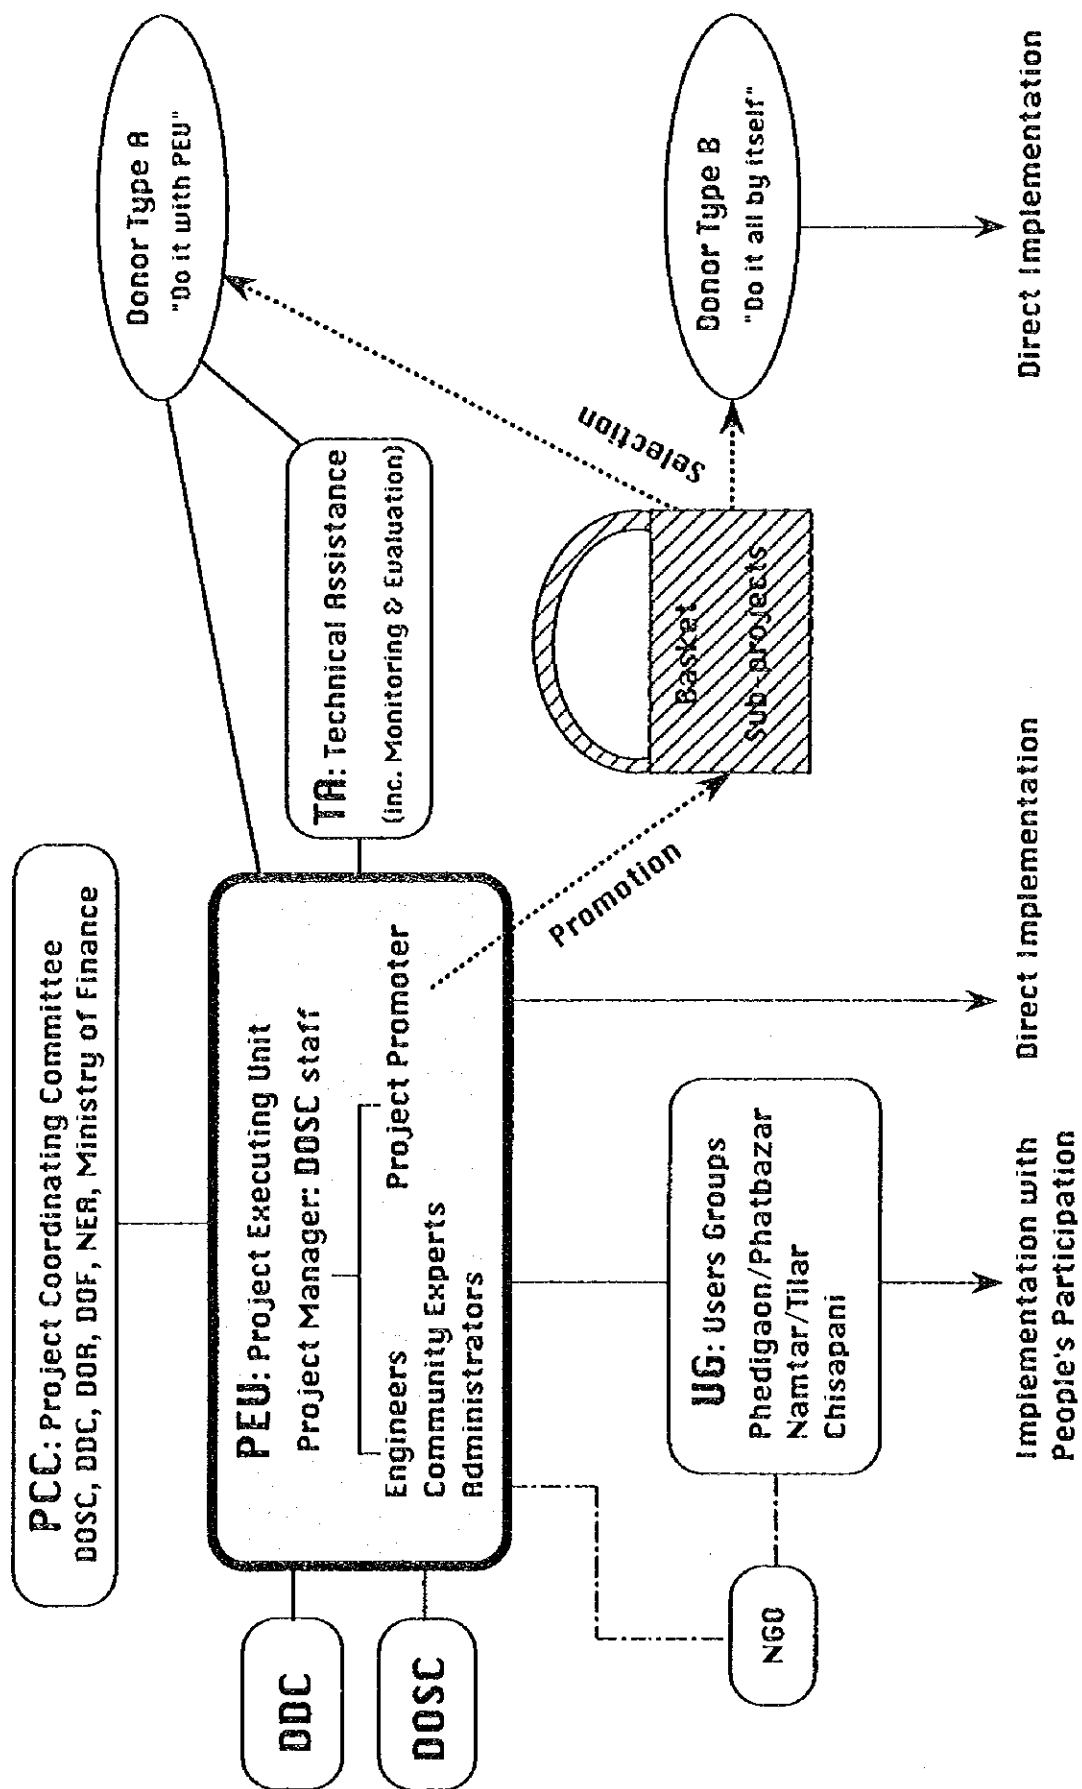 PCC: Project Coordinating Committee
DOSC, DDC, DOR, DOF, NEA, Ministry of Finance
DDC
DOSC
PEU: Project Executing Unit
Project Manager: DOSC staff
Engineers
Community Experts
Administrators
Project Promoter
TA: Technical Assistance
(inc. Monitoring & Evaluation)
Donor Type A
"Do it with PEU"
Promotion
Selection
Basket
Sub-projects
Donor Type B
"Do it all by itself"
NGO
UG: Users Groups
Phedigaon/Phatbazar
Namtar/Tilar
Chisapani
Implementation with
People's Participation
Direct Implementation
Direct Implementation